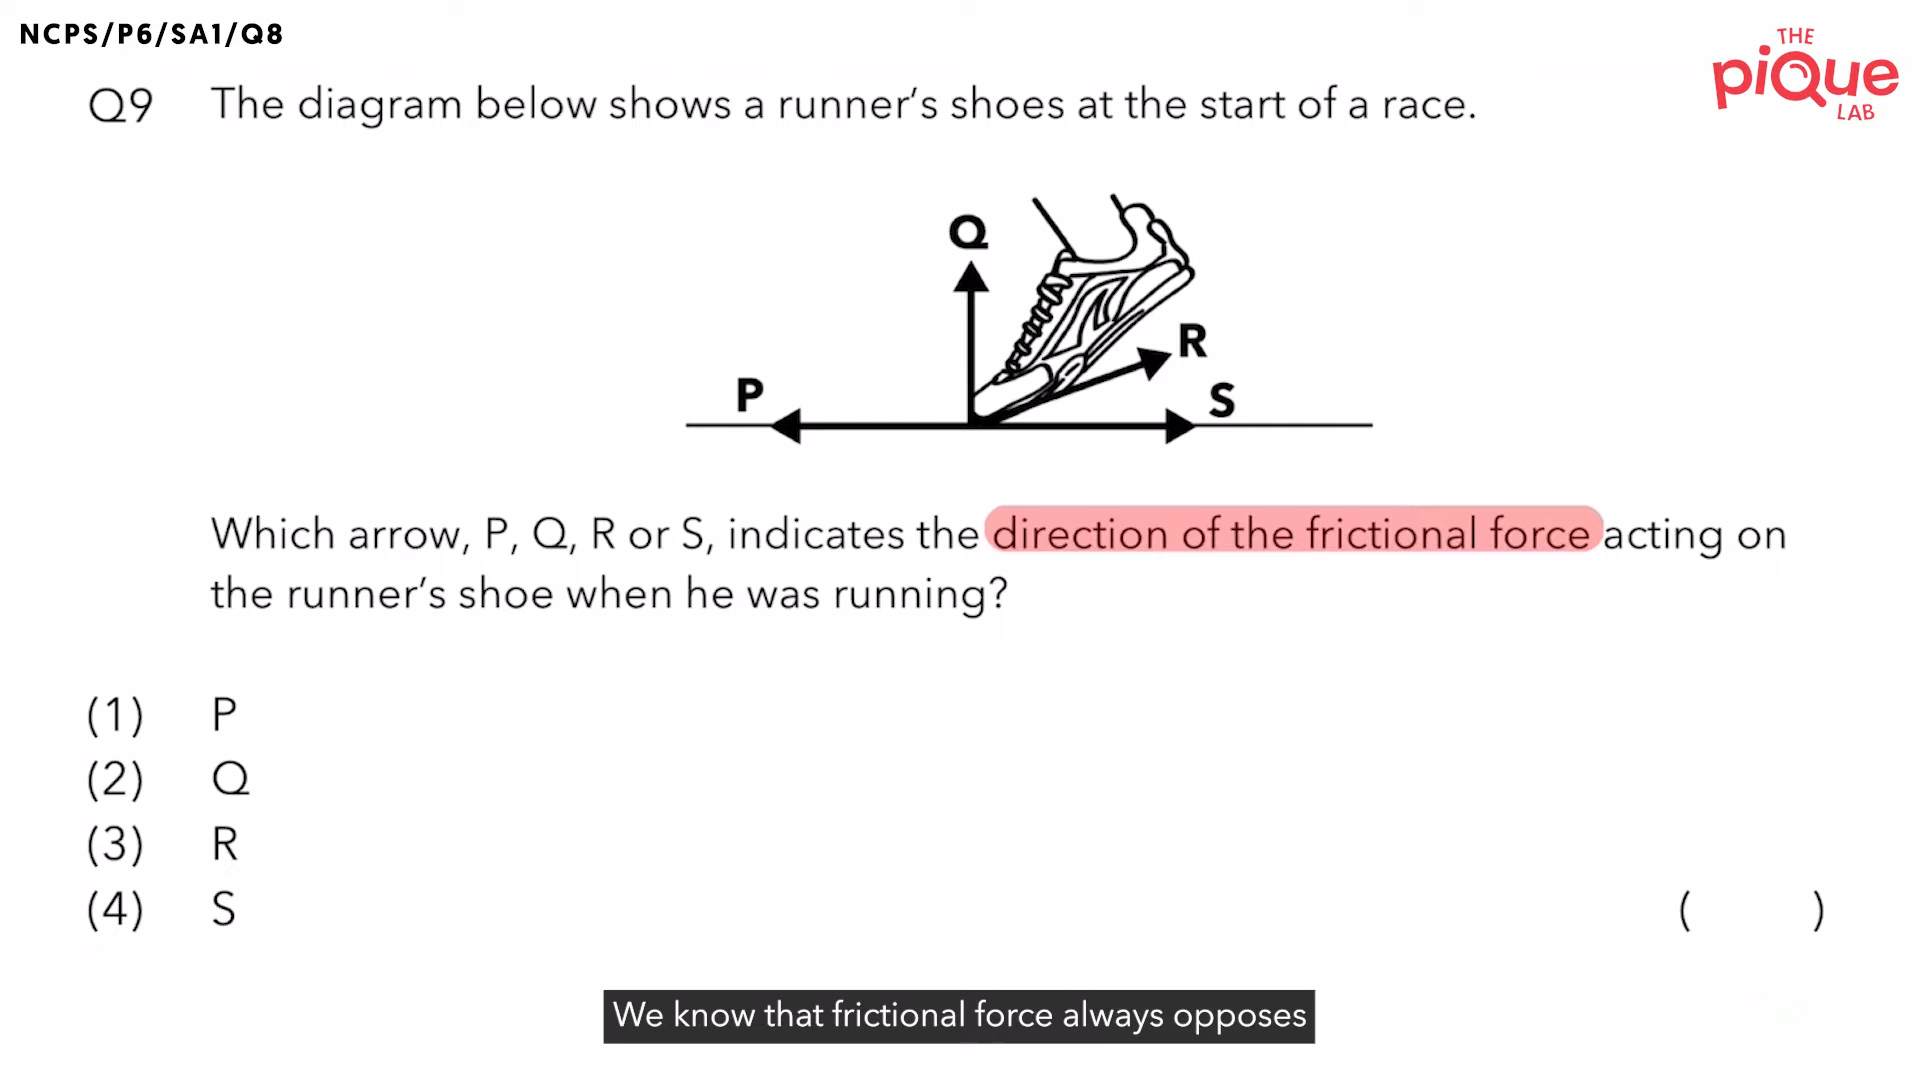 NCPS/P6/SA1/Q8
THE
piQue
LAB
Q9 The diagram below shows a runner’s shoes at the start of a race.
Q
R
P
S
Which arrow, P, Q, R or S, indicates the direction of the frictional force acting on
the runner’s shoe when he was running?
(1) P
(2) Q
(3) R
(4) S
( )
We know that frictional force always opposes